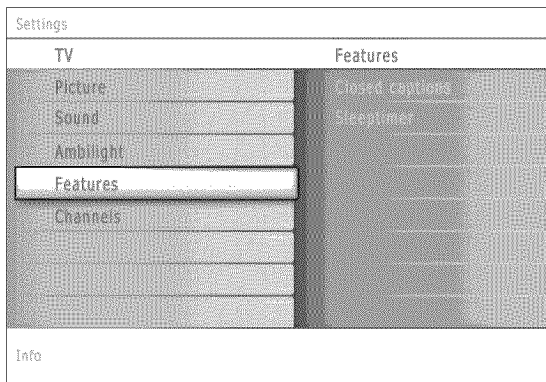 Settings
TV
Features
Picture
Closed captions
Sound
Sleeptimer
Ambilight
Features
Channels
Info